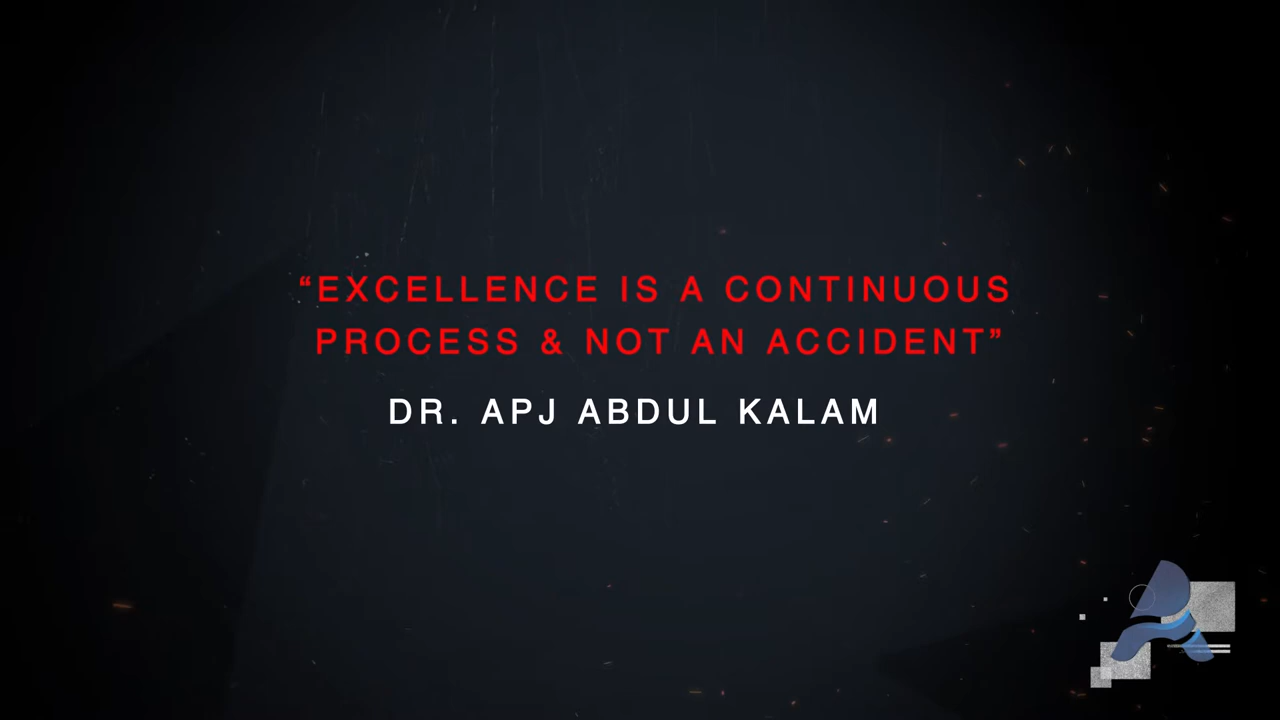 “EXCELLENCE IS A CONTINUOUS
PROCESS & NOT AN ACCIDENT”
DR. APJ ABDUL KALAM